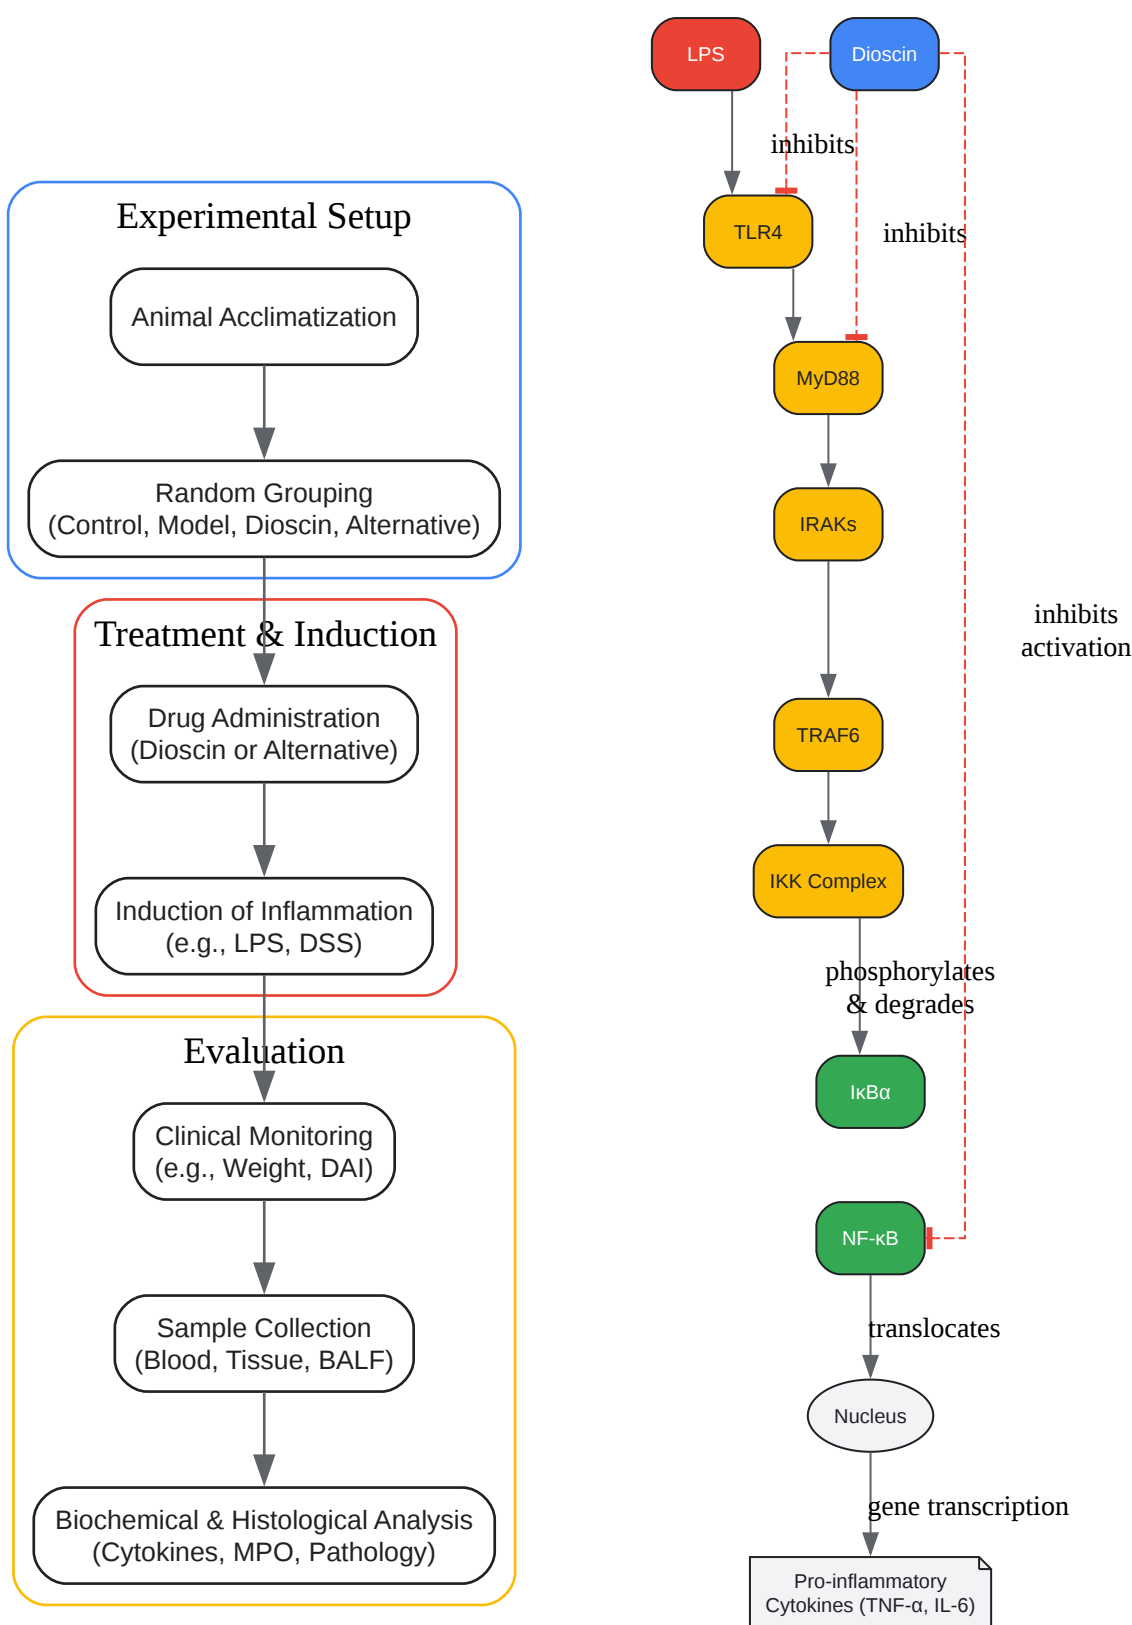 Experimental Setup
Animal Acclimatization
Random Grouping
(Control, Model, Dioscin, Alternative)
Treatment & Induction
Drug Administration
(Dioscin or Alternative)
Induction of Inflammation
(e.g., LPS, DSS)
Evaluation
Clinical Monitoring
(e.g., Weight, DAI)
Sample Collection
(Blood, Tissue, BALF)
Biochemical & Histological Analysis
(Cytokines, MPO, Pathology)
LPS
Dioscin
inhibits
TLR4
inhibits
MyD88
IRAKs
inhibits
activation
TRAF6
IKK Complex
phosphorylates
& degrades
IκBα
NF-κB
translocates
Nucleus
gene transcription
Pro-inflammatory
Cytokines (TNF-α, IL-6)